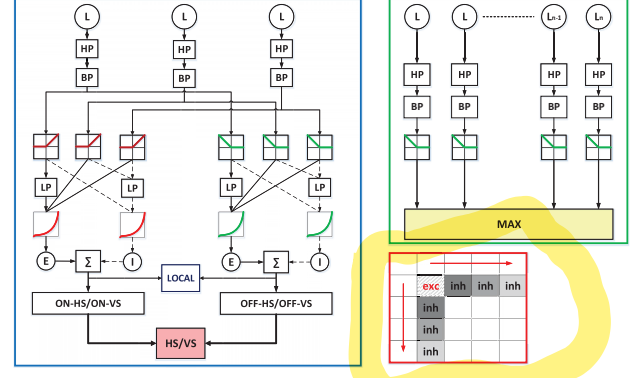 L L L
HP HP HP
BP BP BP
LP LP LP LP
E Σ I E Σ I
LOCAL
ON-HS/ON-VS OFF-HS/OFF-VS
HS/VS
L L Ln-1 Ln
HP HP HP HP
BP BP BP BP
MAX
exc inh inh inh
inh
inh
inh